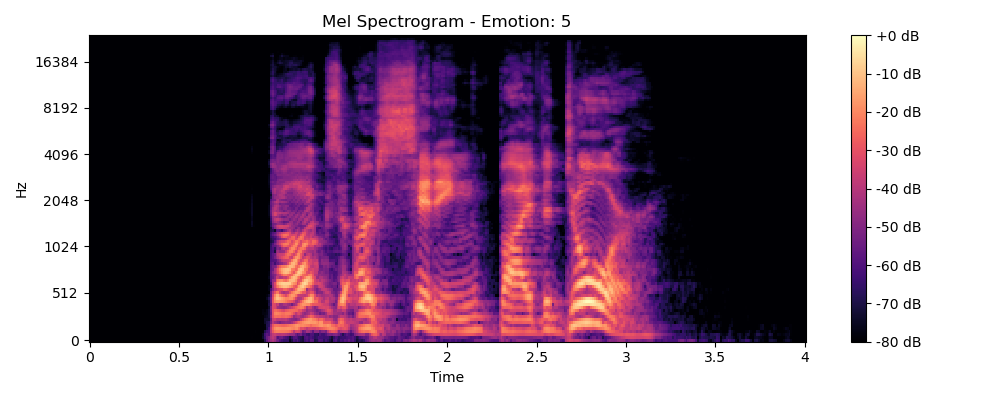 Mel Spectrogram - Emotion: 5
Hz
16384
8192
4096
2048
1024
512
0
0 0.5 1 1.5 2 2.5 3 3.5 4
Time
+0 dB
-10 dB
-20 dB
-30 dB
-40 dB
-50 dB
-60 dB
-70 dB
-80 dB